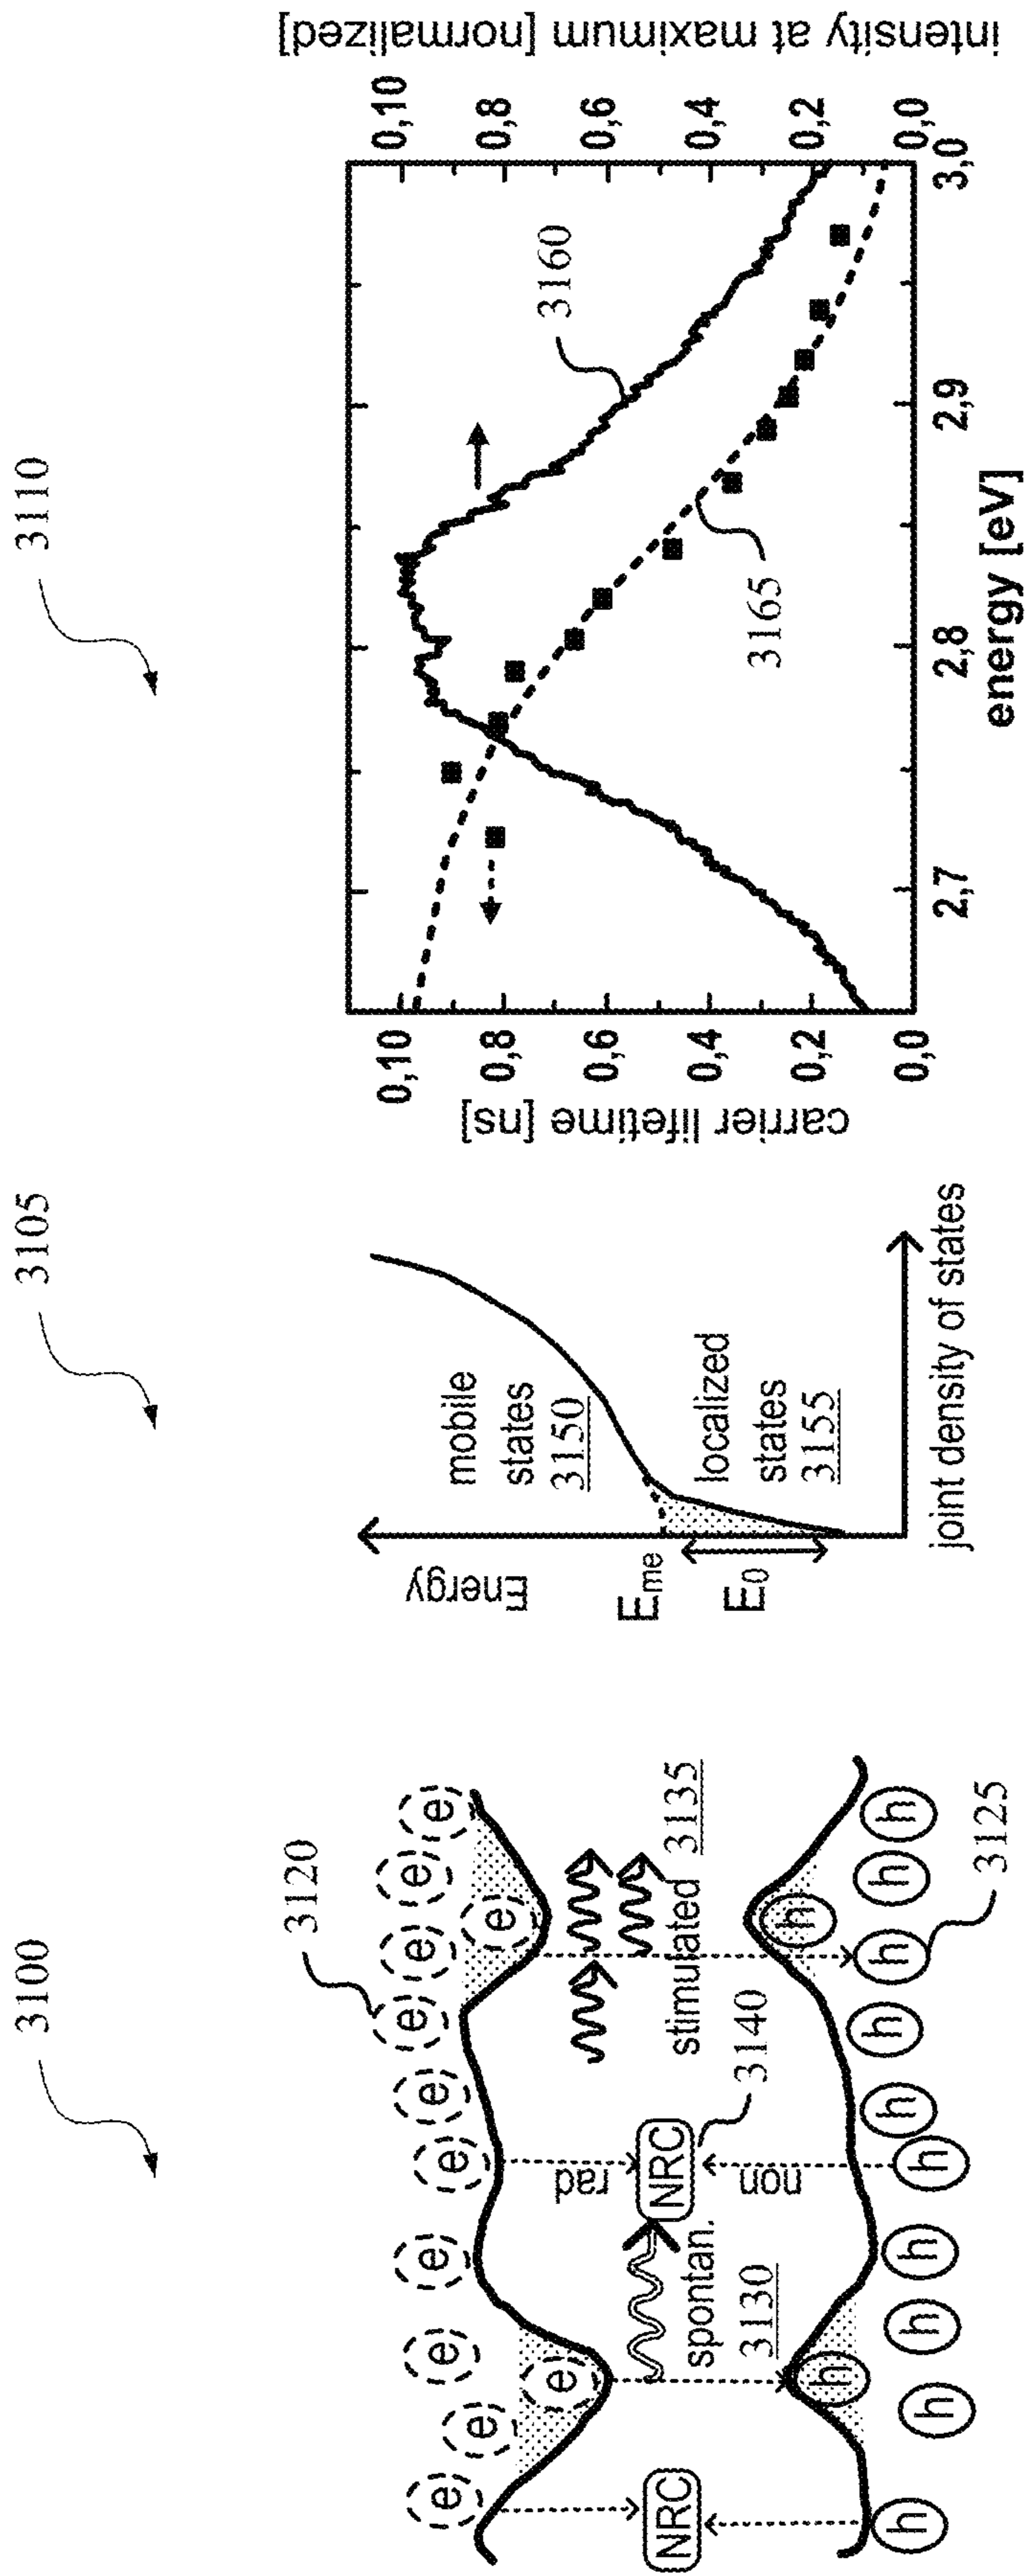 3100
3105
3110
3120
e
e
e
e
e
e
e
e
e
e
e
e
NRC
rad.
NRC
non
3140
spontan.
3130
stimulated 3135
h
h
h
h
h
h
h
h
h
h
h
h
3125
Energy
mobile
states
3150
E_me
E_0
localized
states
3155
joint density of states
carrier lifetime [ns]
0,10
0,8
0,6
0,4
0,2
0,0
3160
3165
2,7
2,8
2,9
3,0
energy [eV]
0,10
0,8
0,6
0,4
0,2
0,0
intensity at maximum [normalized]